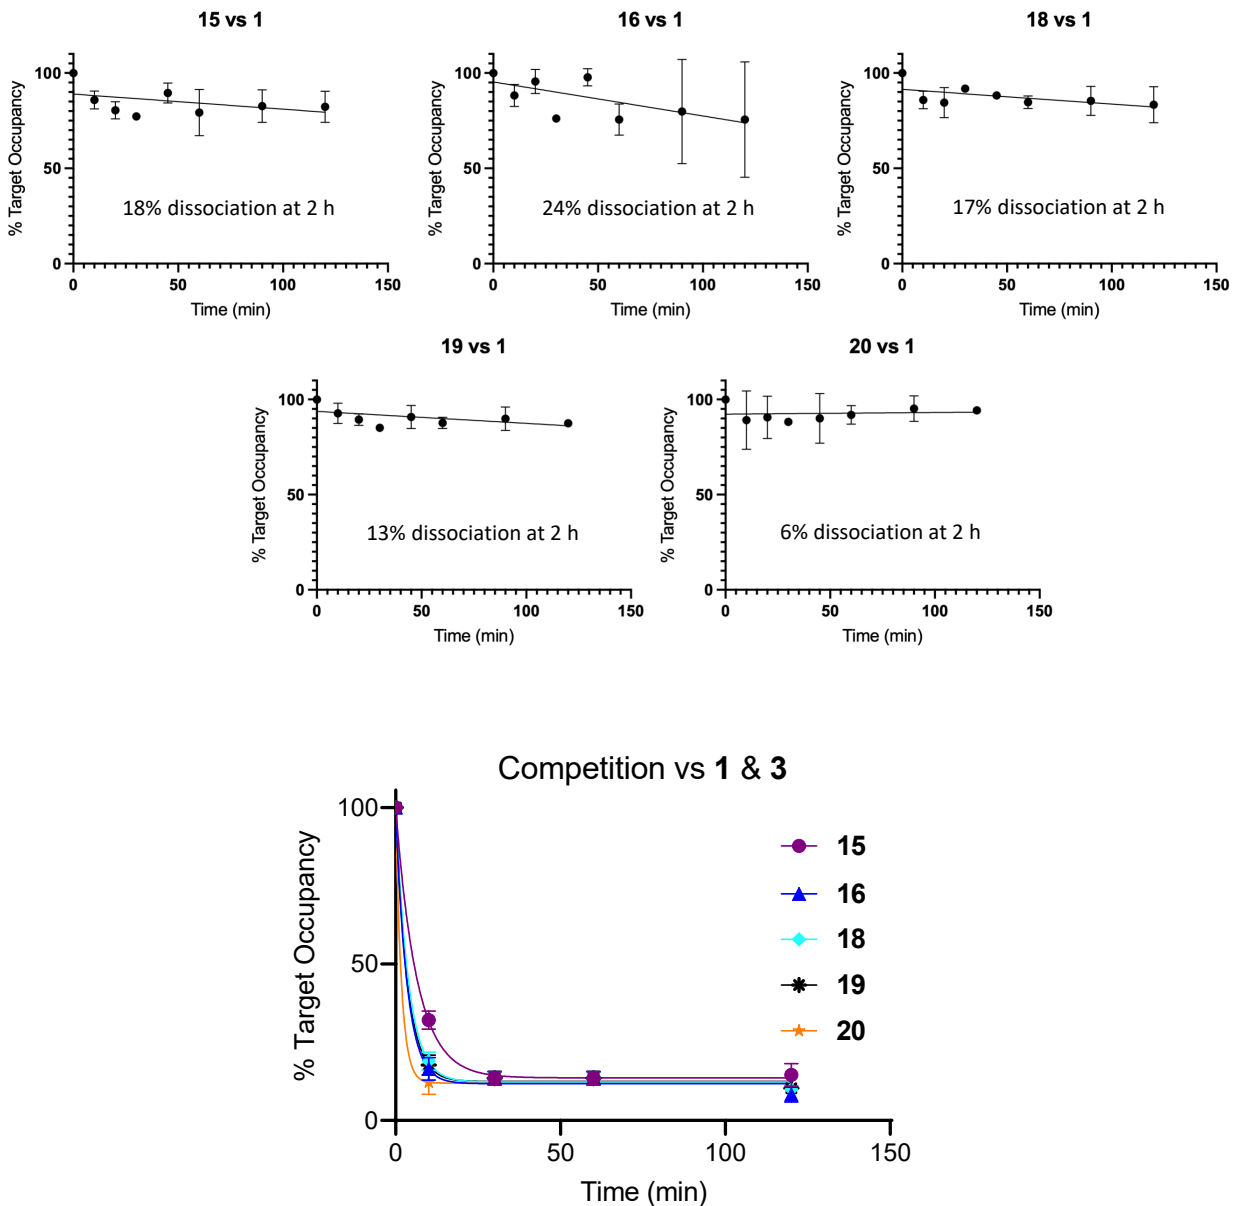 15 vs 1
% Target Occupancy
100
50
0
18% dissociation at 2 h
0 50 100 150
Time (min)
16 vs 1
% Target Occupancy
100
50
0
24% dissociation at 2 h
0 50 100 150
Time (min)
18 vs 1
% Target Occupancy
100
50
0
17% dissociation at 2 h
0 50 100 150
Time (min)
19 vs 1
% Target Occupancy
100
50
0
13% dissociation at 2 h
0 50 100 150
Time (min)
20 vs 1
% Target Occupancy
100
50
0
6% dissociation at 2 h
0 50 100 150
Time (min)
Competition vs 1 & 3
% Target Occupancy
100
50
0
15
16
18
19
20
0 50 100 150
Time (min)